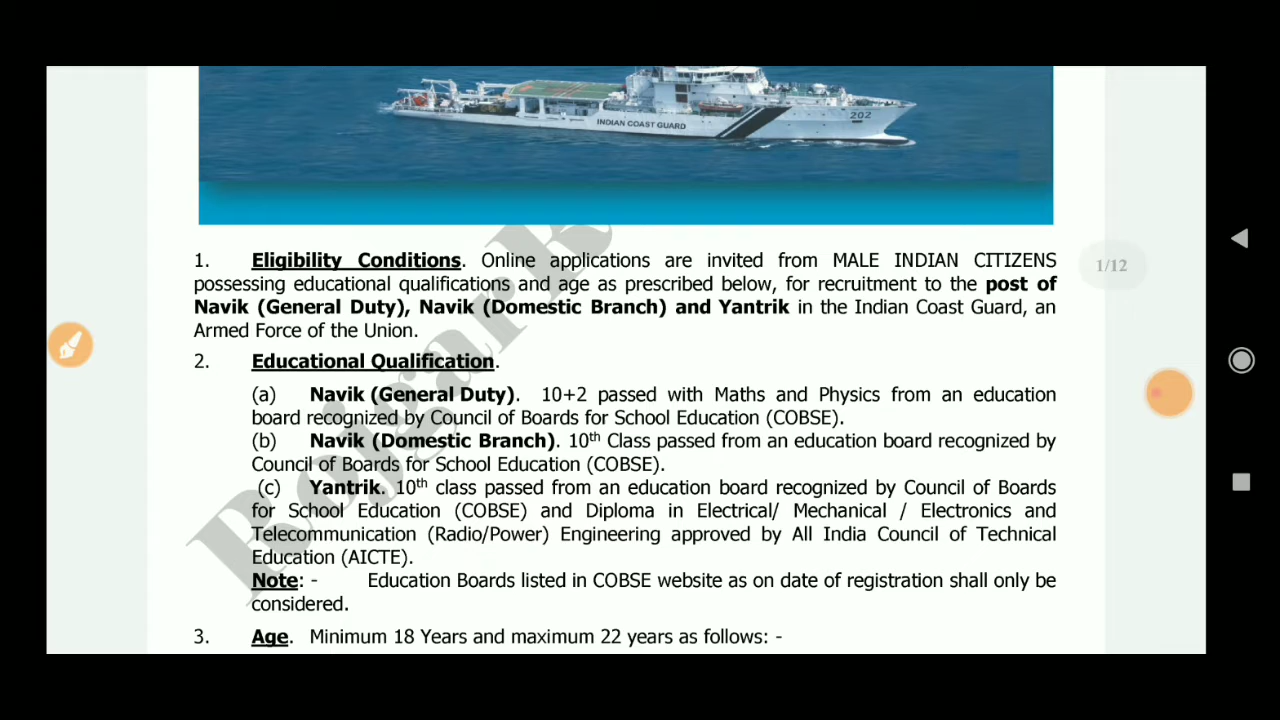 INDIAN COAST GUARD
202
1. Eligibility Conditions. Online applications are invited from MALE INDIAN CITIZENS
possessing educational qualifications and age as prescribed below, for recruitment to the post of
Navik (General Duty), Navik (Domestic Branch) and Yantrik in the Indian Coast Guard, an
Armed Force of the Union.
1/12
2. Educational Qualification.
(a) Navik (General Duty). 10+2 passed with Maths and Physics from an education
board recognized by Council of Boards for School Education (COBSE).
(b) Navik (Domestic Branch). 10th Class passed from an education board recognized by
Council of Boards for School Education (COBSE).
(c) Yantrik. 10th class passed from an education board recognized by Council of Boards
for School Education (COBSE) and Diploma in Electrical/ Mechanical / Electronics and
Telecommunication (Radio/Power) Engineering approved by All India Council of Technical
Education (AICTE).
Note: - Education Boards listed in COBSE website as on date of registration shall only be
considered.
3. Age. Minimum 18 Years and maximum 22 years as follows: -